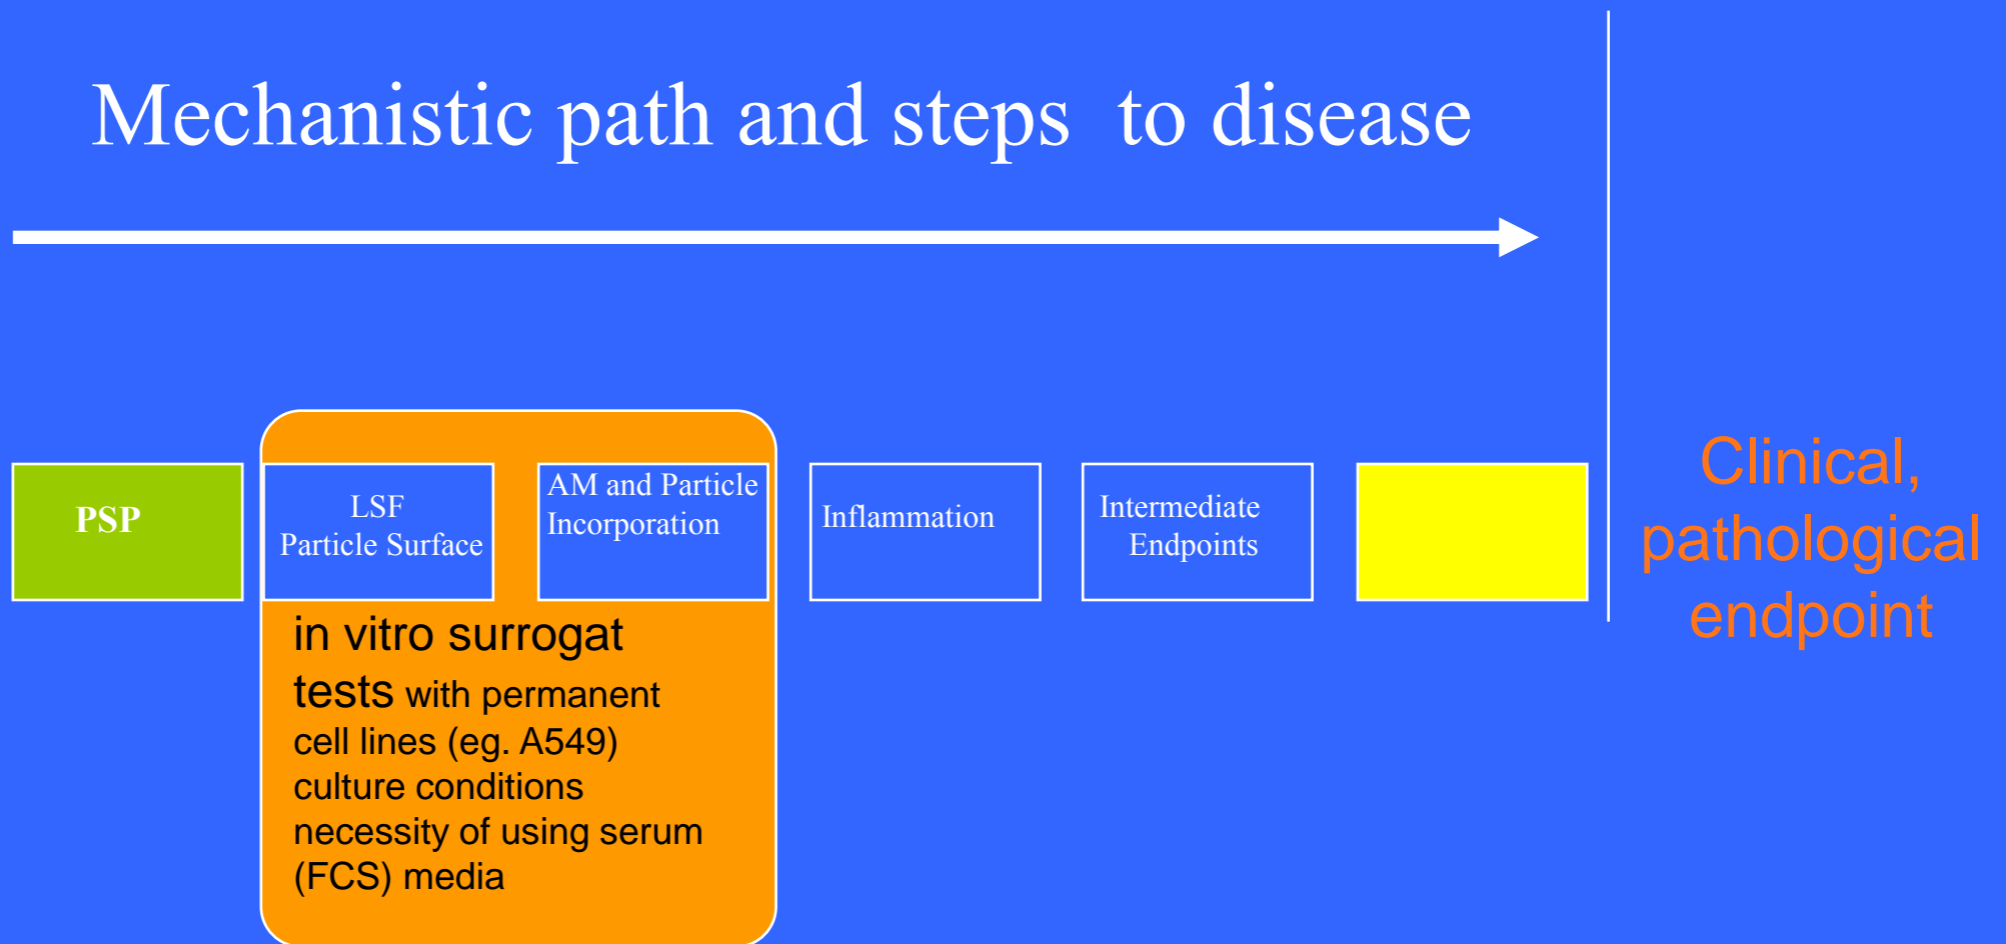 Mechanistic path and steps  to disease
PSP
LSF
Particle Surface
AM and Particle
Incorporation
Inflammation
Intermediate
Endpoints
Clinical,
pathological
endpoint
in vitro surrogat
tests with permanent
cell lines (eg. A549)
culture conditions
necessity of using serum
(FCS) media